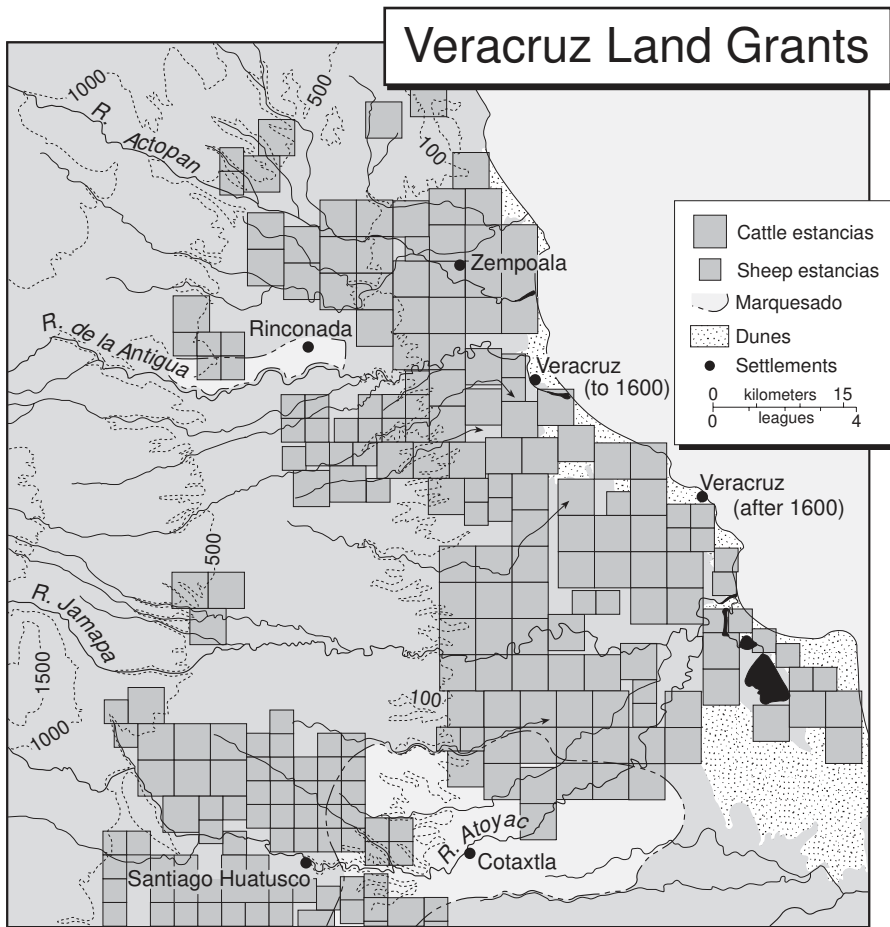 Veracruz Land Grants
1000
500
R. Actopan
100
Cattle estancias
Sheep estancias
Marquesado
Dunes
Settlements
0 kilometers 15
leagues
0 4
Zempoala
Rinconada
R. de la Antigua
Veracruz
(to 1600)
Veracruz
(after 1600)
500
R. Jamapa
1500
100
1000
R. Atoyac
Cotaxtla
Santiago Huatusco